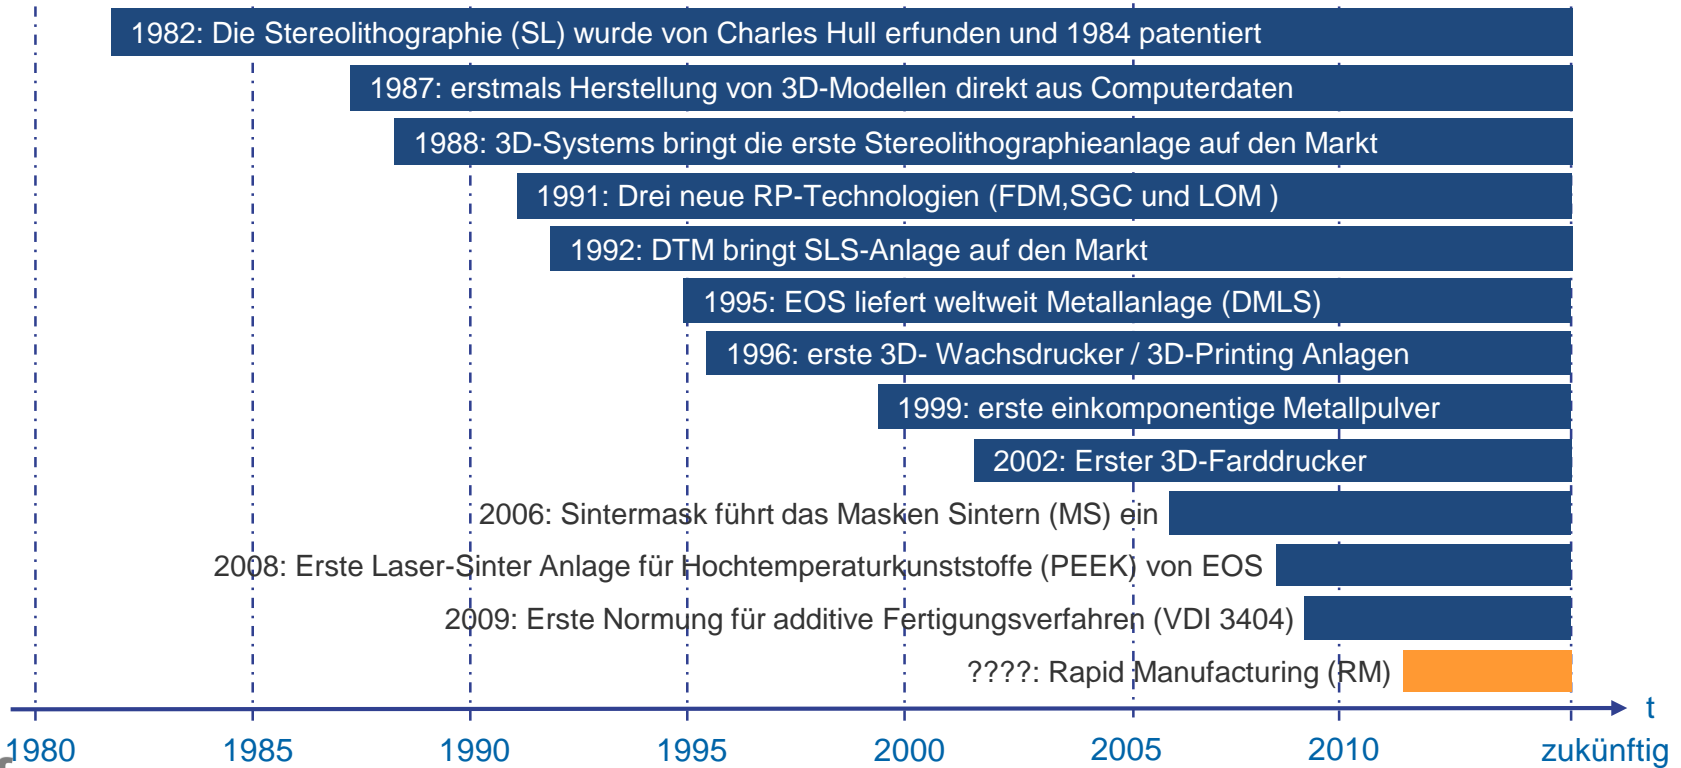 1982: Die Stereolithographie (SL) wurde von Charles Hull erfunden und 1984 patentiert
1987: erstmals Herstellung von 3D-Modellen direkt aus Computerdaten
1988: 3D-Systems bringt die erste Stereolithographieanlage auf den Markt
1991: Drei neue RP-Technologien (FDM,SGC und LOM )
1992: DTM bringt SLS-Anlage auf den Markt
1995: EOS liefert weltweit Metallanlage (DMLS)
1996: erste 3D- Wachsdrucker / 3D-Printing Anlagen
1999: erste einkomponentige Metallpulver
2002: Erster 3D-Farddrucker
2006: Sintermask führt das Masken Sintern (MS) ein
2008: Erste Laser-Sinter Anlage für Hochtemperaturkunststoffe (PEEK) von EOS
2009: Erste Normung für additive Fertigungsverfahren (VDI 3404)
????: Rapid Manufacturing (RM)
t
1980 1985 1990 1995 2000 2005 2010 zukünftig